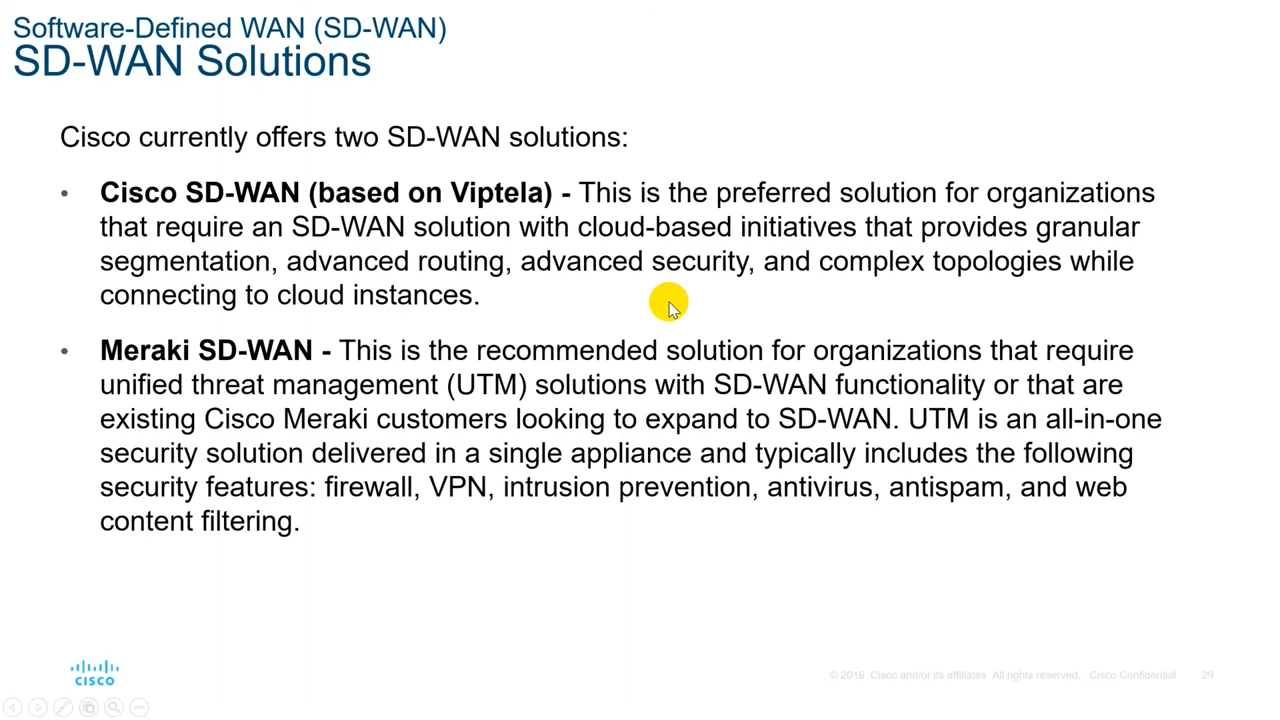 Software-Defined WAN (SD-WAN)
SD-WAN Solutions
Cisco currently offers two SD-WAN solutions:
• Cisco SD-WAN (based on Viptela) - This is the preferred solution for organizations
that require an SD-WAN solution with cloud-based initiatives that provides granular
segmentation, advanced routing, advanced security, and complex topologies while
connecting to cloud instances.
• Meraki SD-WAN - This is the recommended solution for organizations that require
unified threat management (UTM) solutions with SD-WAN functionality or that are
existing Cisco Meraki customers looking to expand to SD-WAN. UTM is an all-in-one
security solution delivered in a single appliance and typically includes the following
security features: firewall, VPN, intrusion prevention, antivirus, antispam, and web
content filtering.
CISCO
© 2016. Cisco and/or its affiliates. All rights reserved. Cisco Confidential 29